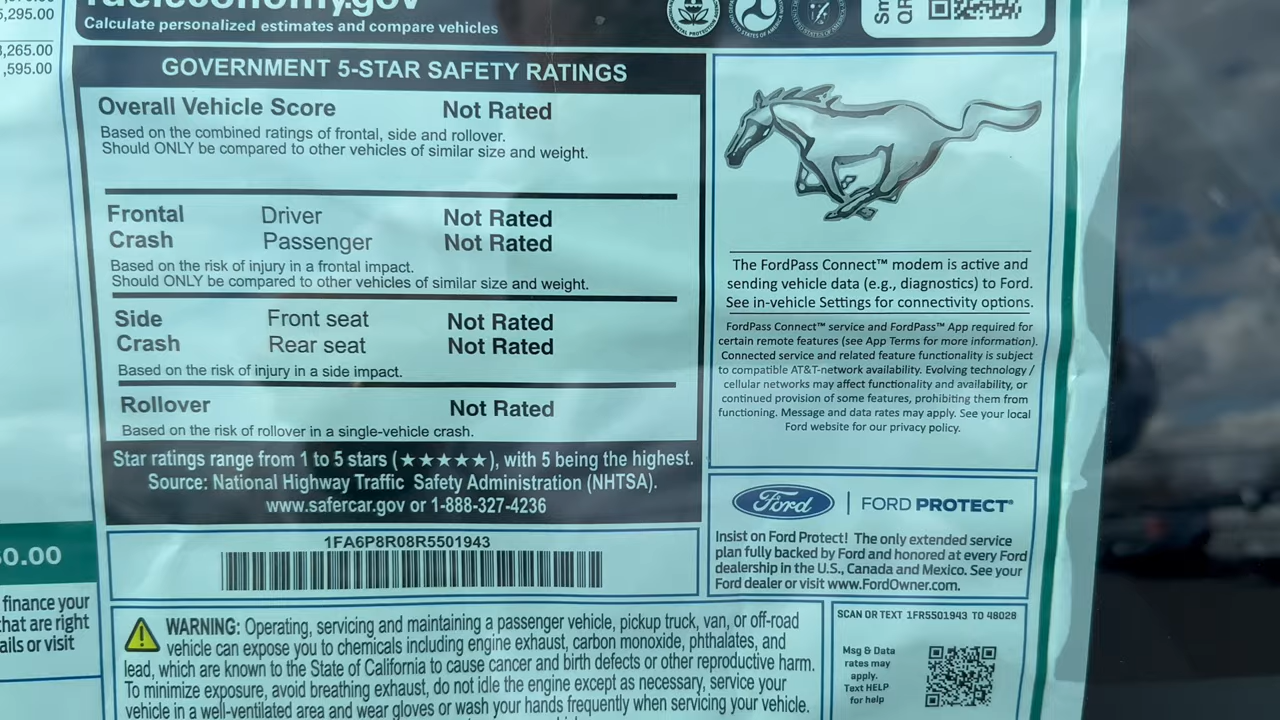 5,295.00
,265.00
,595.00
fueleconomy.gov
Calculate personalized estimates and compare vehicles
GOVERNMENT 5-STAR SAFETY RATINGS
Overall Vehicle Score Not Rated
Based on the combined ratings of frontal, side and rollover.
Should ONLY be compared to other vehicles of similar size and weight.
Frontal Driver Not Rated
Crash Passenger Not Rated
Based on the risk of injury in a frontal impact.
Should ONLY be compared to other vehicles of similar size and weight.
Side Front seat Not Rated
Crash Rear seat Not Rated
Based on the risk of injury in a side impact.
Rollover Not Rated
Based on the risk of rollover in a single-vehicle crash.
Star ratings range from 1 to 5 stars (★★★★★), with 5 being the highest.
Source: National Highway Traffic Safety Administration (NHTSA).
www.safercar.gov or 1-888-327-4236
1FA6P8R08R5501943
WARNING: Operating, servicing and maintaining a passenger vehicle, pickup truck, van, or off-road
vehicle can expose you to chemicals including engine exhaust, carbon monoxide, phthalates, and
lead, which are known to the State of California to cause cancer and birth defects or other reproductive harm.
To minimize exposure, avoid breathing exhaust, do not idle the engine except as necessary, service your
vehicle in a well-ventilated area and wear gloves or wash your hands frequently when servicing your vehicle.
The FordPass Connect™ modem is active and
sending vehicle data (e.g., diagnostics) to Ford.
See in-vehicle Settings for connectivity options.
FordPass Connect™ service and FordPass™ App required for
certain remote features (see App Terms for more information).
Connected service and related feature functionality is subject
to compatible AT&T-network availability. Evolving technology /
cellular networks may affect functionality and availability, or
continued provision of some features, prohibiting them from
functioning. Message and data rates may apply. See your local
Ford website for our privacy policy.
Ford | FORD PROTECT®
Insist on Ford Protect! The only extended service
plan fully backed by Ford and honored at every Ford
dealership in the U.S., Canada and Mexico. See your
Ford dealer or visit www.FordOwner.com.
SCAN OR TEXT 1FR5501943 TO 48028
Msg & Data
rates may
apply.
Text HELP
for help
0.00
finance your
that are right
ails or visit